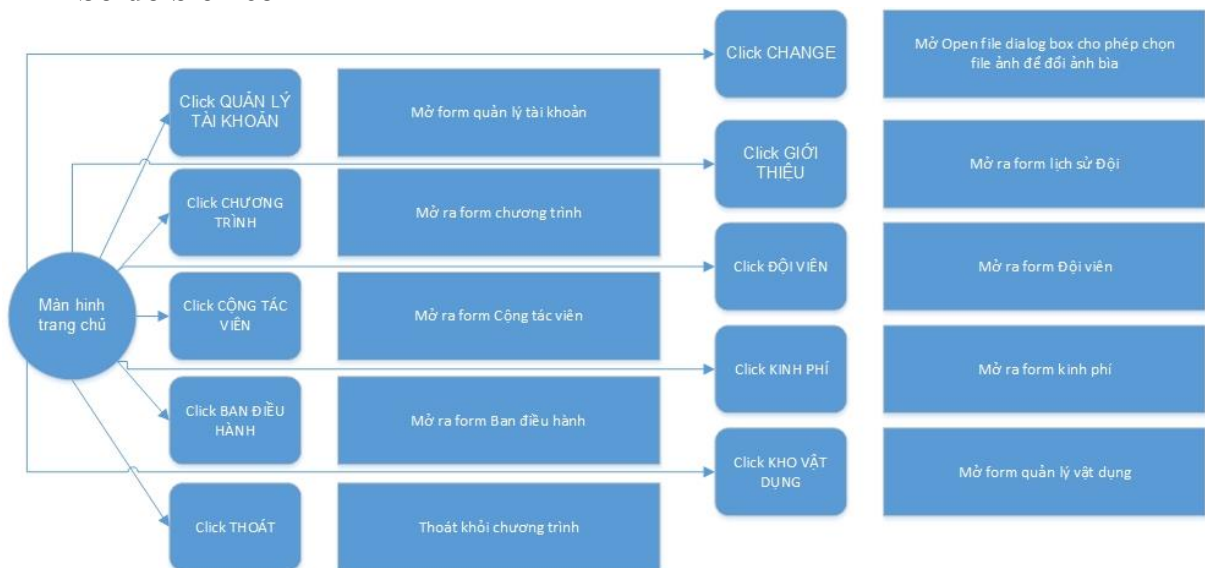 Click CHANGE
Mở Open file dialog box cho phép chọn
file ảnh để đổi ảnh bìa
Click QUẢN LÝ
TÀI KHOẢN
Mở form quản lý tài khoản
Click GIỚI
THIỆU
Mở ra form lịch sử Đội
Click CHƯƠNG
TRÌNH
Mở ra form chương trình
Click ĐỘI VIÊN
Mở ra form Đội viên
Màn hình
trang chủ
Click CỘNG TÁC
VIÊN
Mở ra form Cộng tác viên
Click KINH PHÍ
Mở ra form kinh phí
Click BAN ĐIỀU
HÀNH
Mở ra form Ban điều hành
Click KHO VẬT
DỤNG
Mở form quản lý vật dụng
Click THOÁT
Thoát khỏi chương trình